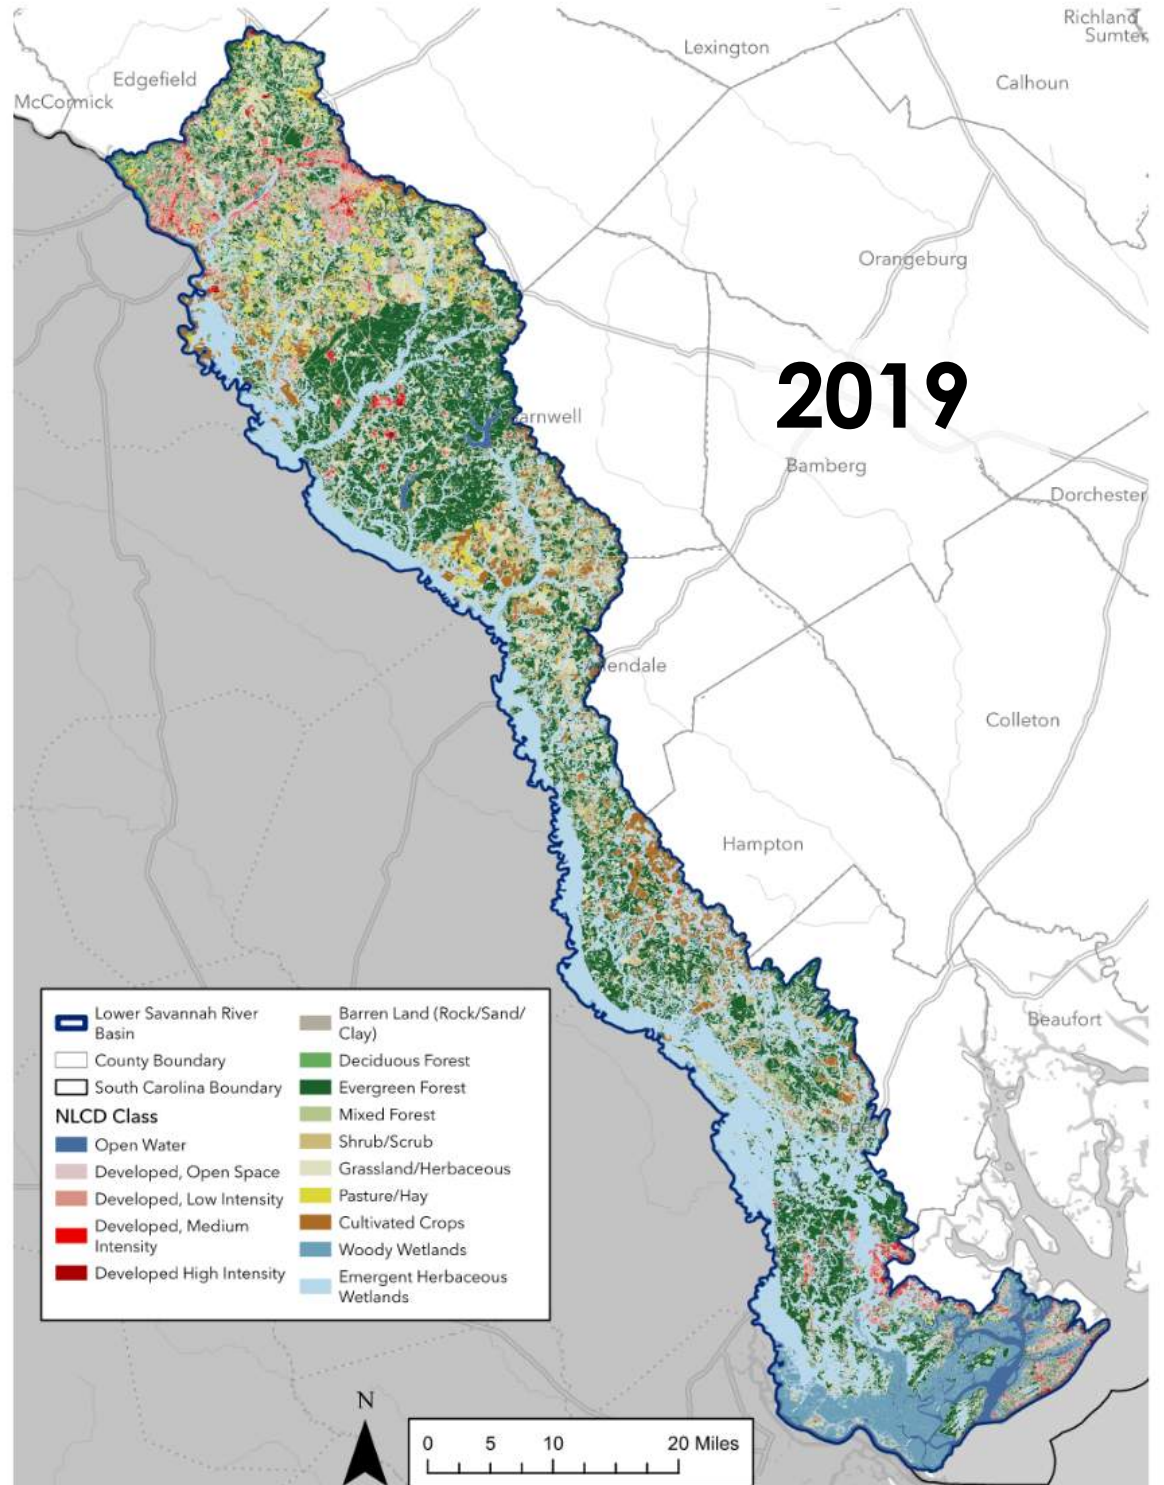 Richland
Sumter
Lexington
Edgefield
Calhoun
McCormick
Orangeburg
2019
arnwell
Bamberg
Dorchester
lendale
Colleton
Hampton
Beaufort
Lower Savannah River
Basin
County Boundary
South Carolina Boundary
NLCD Class
Open Water
Developed, Open Space
Developed, Low Intensity
Developed, Medium
Intensity
Developed High Intensity
Barren Land (Rock/Sand/
Clay)
Deciduous Forest
Evergreen Forest
Mixed Forest
Shrub/Scrub
Grassland/Herbaceous
Pasture/Hay
Cultivated Crops
Woody Wetlands
Emergent Herbaceous
Wetlands
N
0 5 10 20 Miles